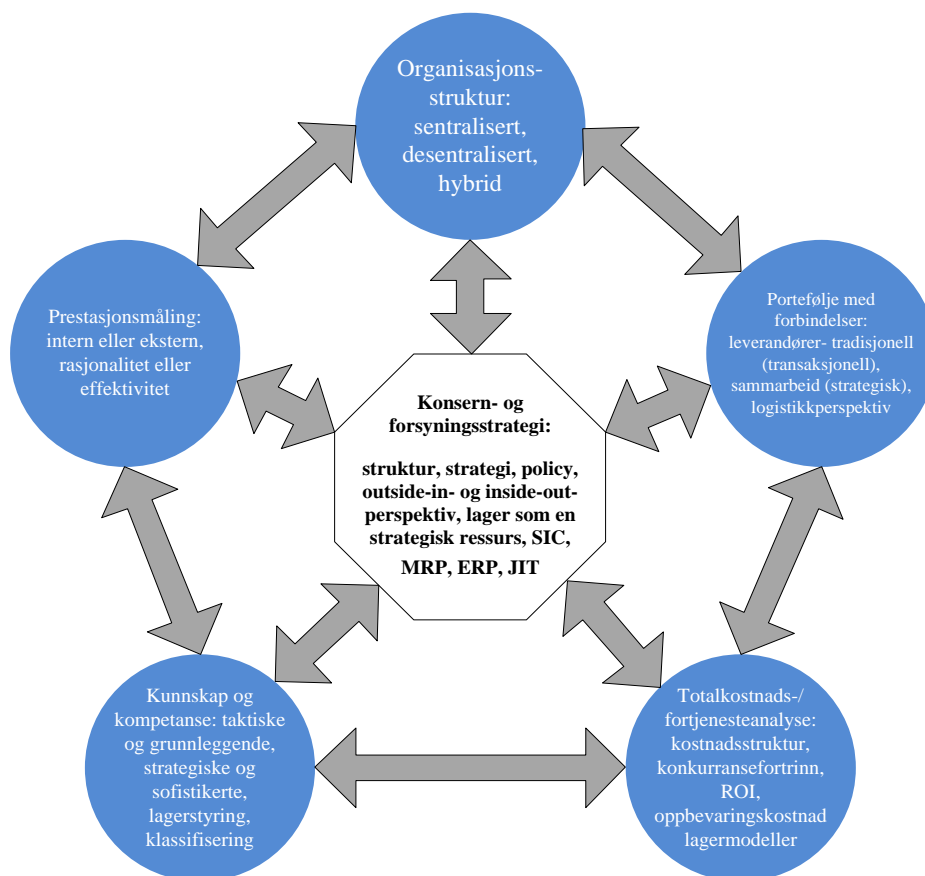 Organisasjons-
struktur:
sentralisert,
desentralisert,
hybrid
Prestasjonsmåling:
intern eller ekstern,
rasjonalitet eller
effektivitet
Portefølje med
forbindelser:
leverandører- tradisjonell
(transaksjonell),
sammarbeid (strategisk),
logistikkperspektiv
Konsern- og
forsyningsstrategi:
struktur, strategi, policy,
outside-in- og inside-out-
perspektiv, lager som en
strategisk ressurs, SIC,
MRP, ERP, JIT
Kunnskap og
kompetanse: taktiske
og grunnleggende,
strategiske og
sofistikerte,
lagerstyring,
klassifisering
Totalkostnads-/
fortjenesteanalyse:
kostnadsstruktur,
konkurransefortrinn,
ROI,
oppbevaringskostnad
lagermodeller